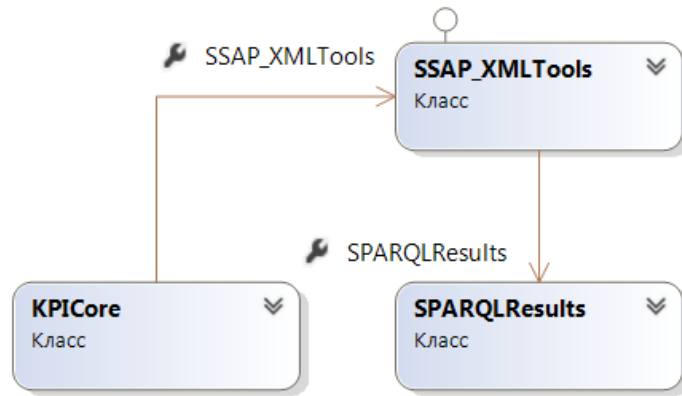 SSAP_XMLTools
SSAP_XMLTools
Класс
SPARQLResults
KPICore
Класс
SPARQLResults
Класс